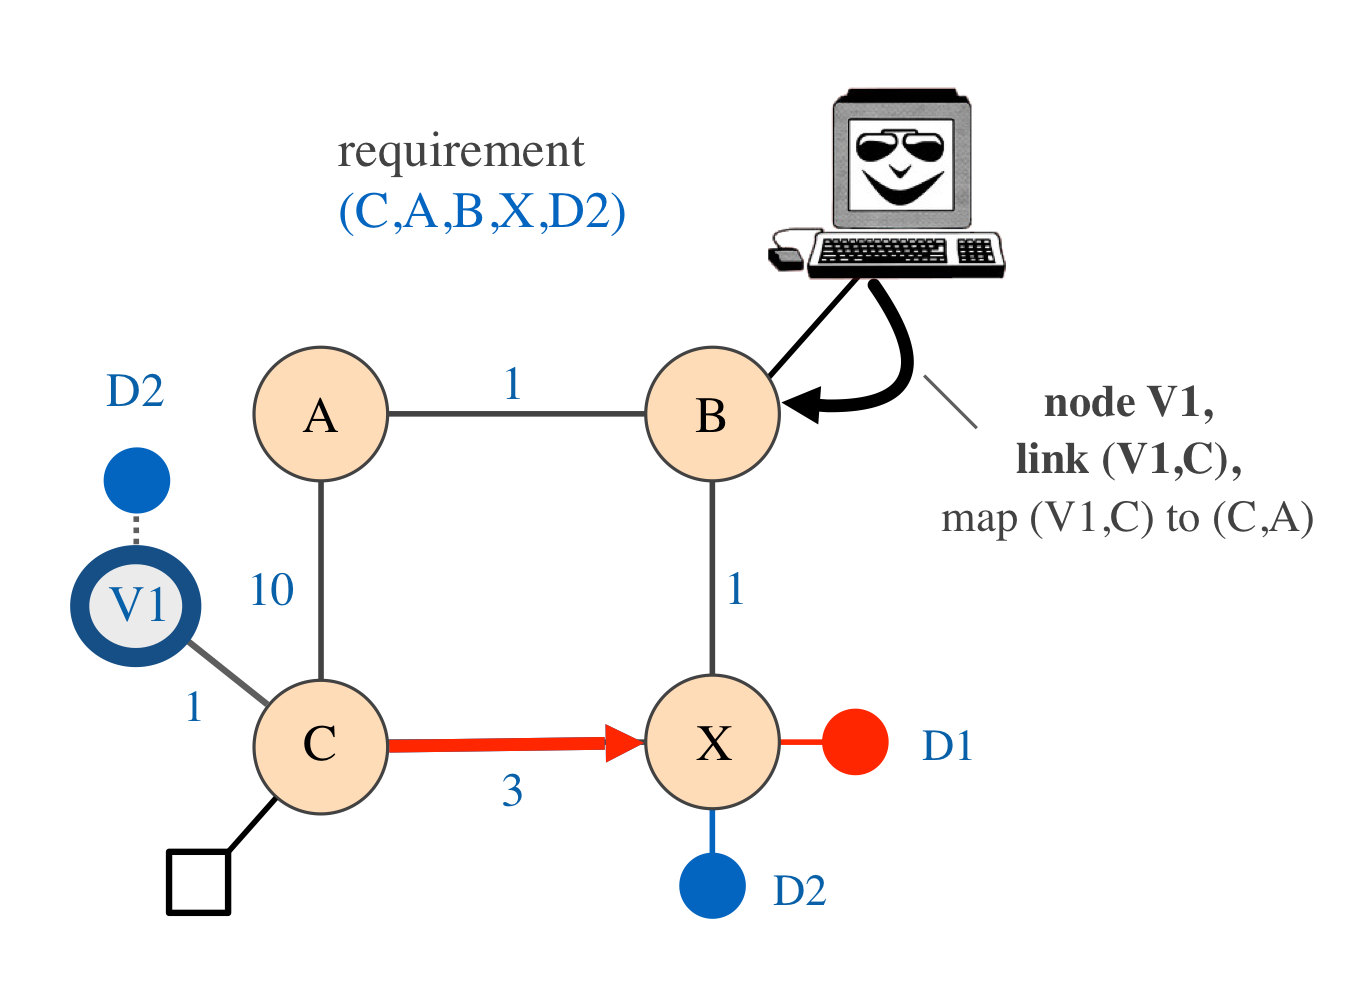 requirement
(C,A,B,X,D2)
A
1
B
D2
node V1,
link (V1,C),
map (V1,C) to (C,A)
V1
10
1
1
C
3
X
D1
D2